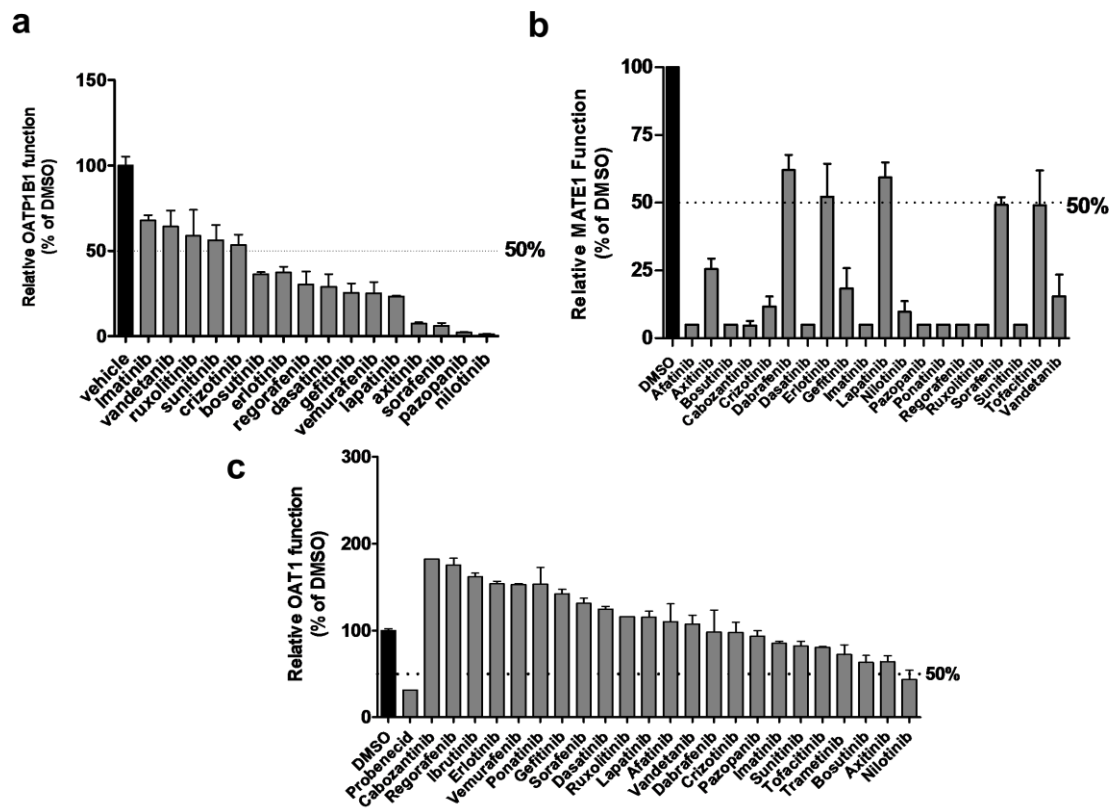 a
Relative OATP1B1 function
(% of DMSO)
150
100
50
0
50%
vehicle
Imatinib
vandetanib
ruxolitinib
sunitinib
crizotinib
bosutinib
erlotinib
regorafenib
dasatinib
gefitinib
vemurafenib
lapatinib
axitinib
sorafenib
pazopanib
nilotinib
b
Relative MATE1 Function
(% of DMSO)
100
75
50
25
0
50%
DMSO
Afatinib
Axitinib
Bosutinib
Cabozantinib
Crizotinib
Dabrafenib
Dasatinib
Erlotinib
Gefitinib
Imatinib
Lapatinib
Nilotinib
Pazopanib
Ponatinib
Regorafenib
Ruxolitinib
Sorafenib
Sunitinib
Tofacitinib
Vandetanib
c
Relative OAT1 function
(% of DMSO)
300
200
100
0
50%
DMSO
Probenecid
Cabozantinib
Regorafenib
Ibrutinib
Erlotinib
Vemurafenib
Ponatinib
Gefitinib
Sorafenib
Dasatinib
Ruxolitinib
Lapatinib
Afatinib
Vandetanib
Dabrafenib
Crizotinib
Pazopanib
Imatinib
Sunitinib
Tofacitinib
Trametinib
Bosutinib
Axitinib
Nilotinib